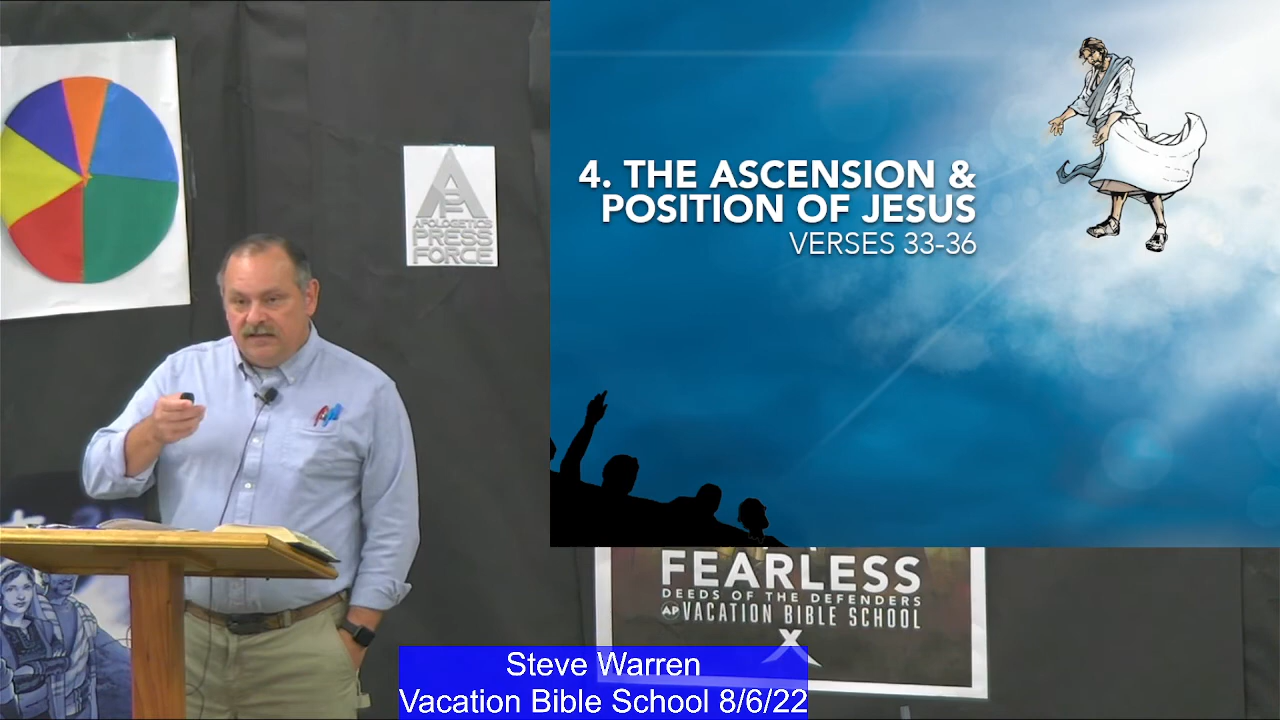 APOLOGETICS
PRESS
FORCE
4. THE ASCENSION &
POSITION OF JESUS
VERSES 33-36
FEARLESS
DEEDS OF THE DEFENDERS
AP VACATION BIBLE SCHOOL
Steve Warren
Vacation Bible School 8/6/22